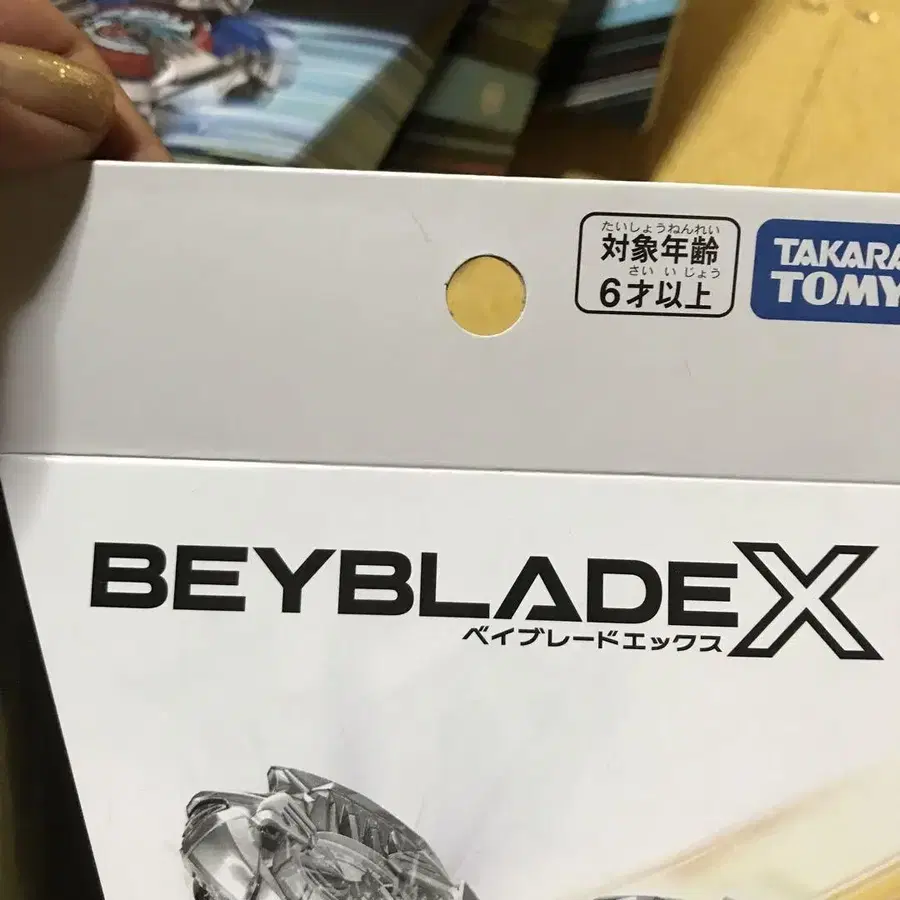 たいしょうねんれい
対象年齢
さい い じょう
6才以上
TAKARA
TOMY
BEYBLADE X
ベイブレードエックス